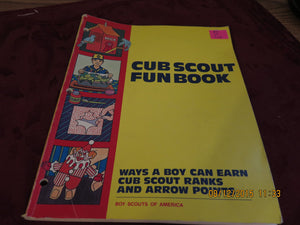 CUB SCOUT
FUN BOOK
WAYS A BOY CAN EARN
CUB SCOUT RANKS
AND ARROW POINTS
BOY SCOUTS OF AMERICA